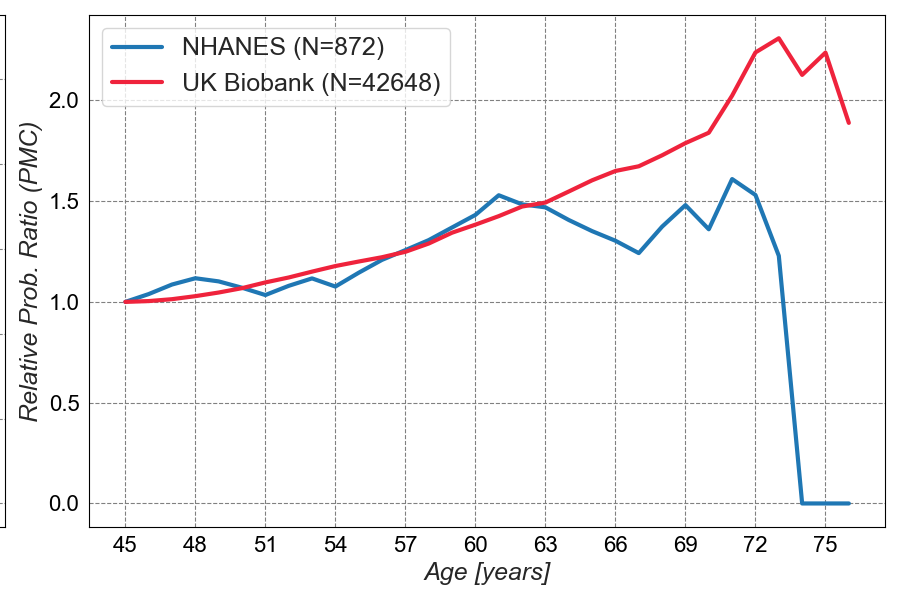 NHANES (N=872)
UK Biobank (N=42648)
Relative Prob. Ratio (PMC)
2.0
1.5
1.0
0.5
0.0
45 48 51 54 57 60 63 66 69 72 75
Age [years]